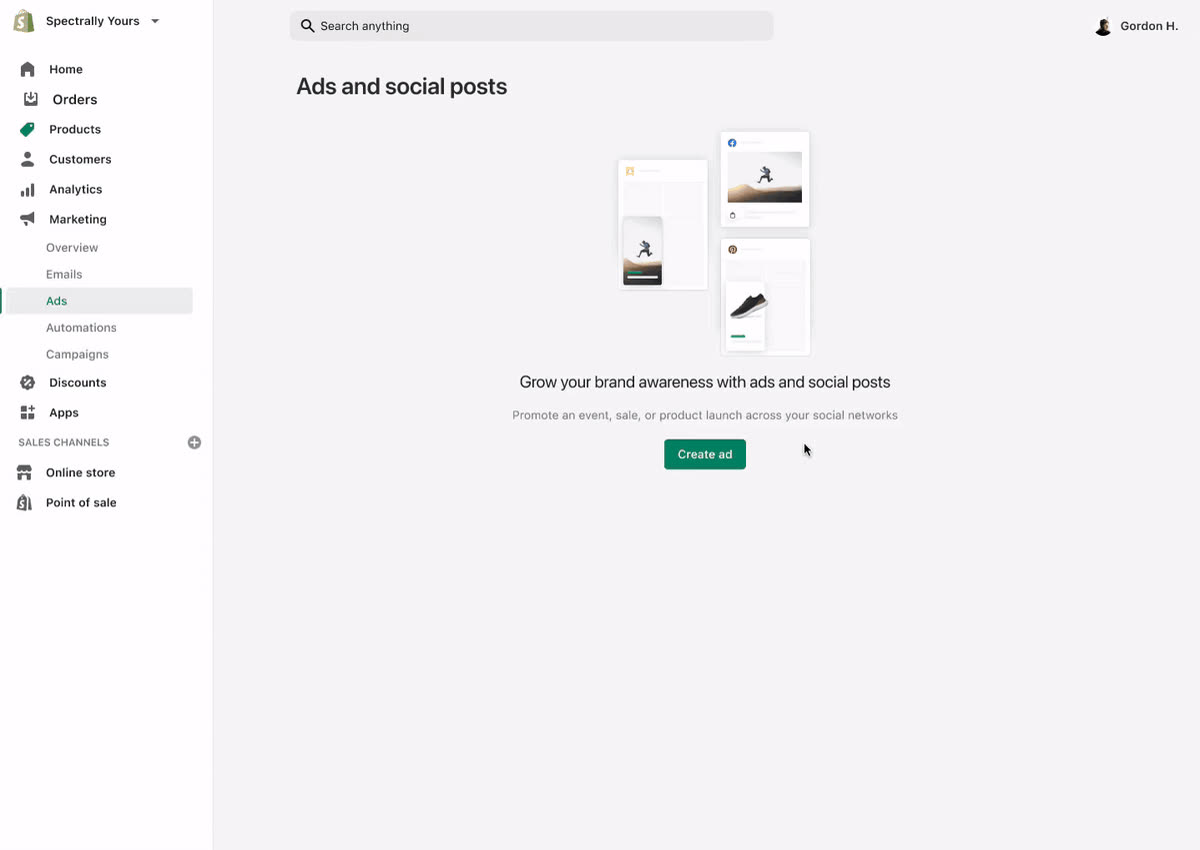 Spectrally Yours
Search anything
Gordon H.
Home
Orders
Products
Customers
Analytics
Marketing
Overview
Emails
Ads
Automations
Campaigns
Discounts
Apps
SALES CHANNELS
Online store
Point of sale
Ads and social posts
Grow your brand awareness with ads and social posts
Promote an event, sale, or product launch across your social networks
Create ad